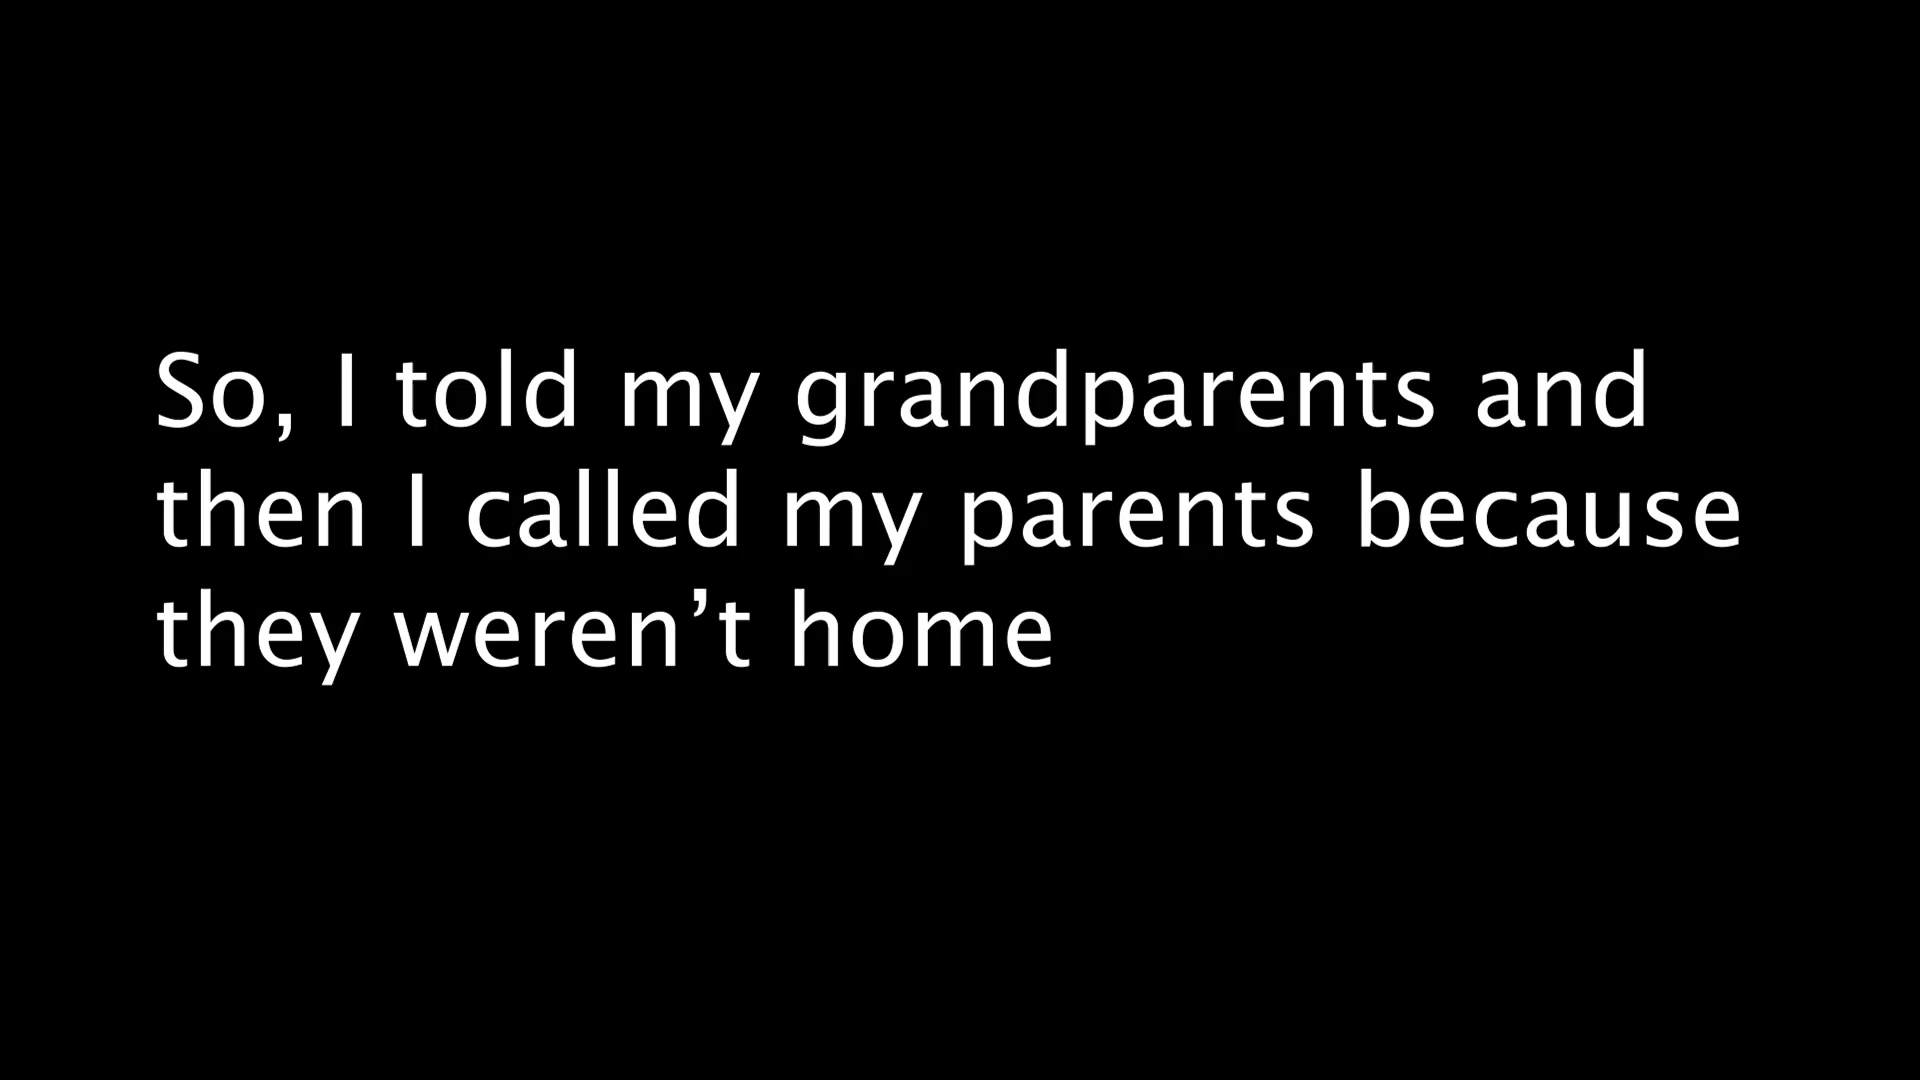 So, I told my grandparents and
then I called my parents because
they weren’t home